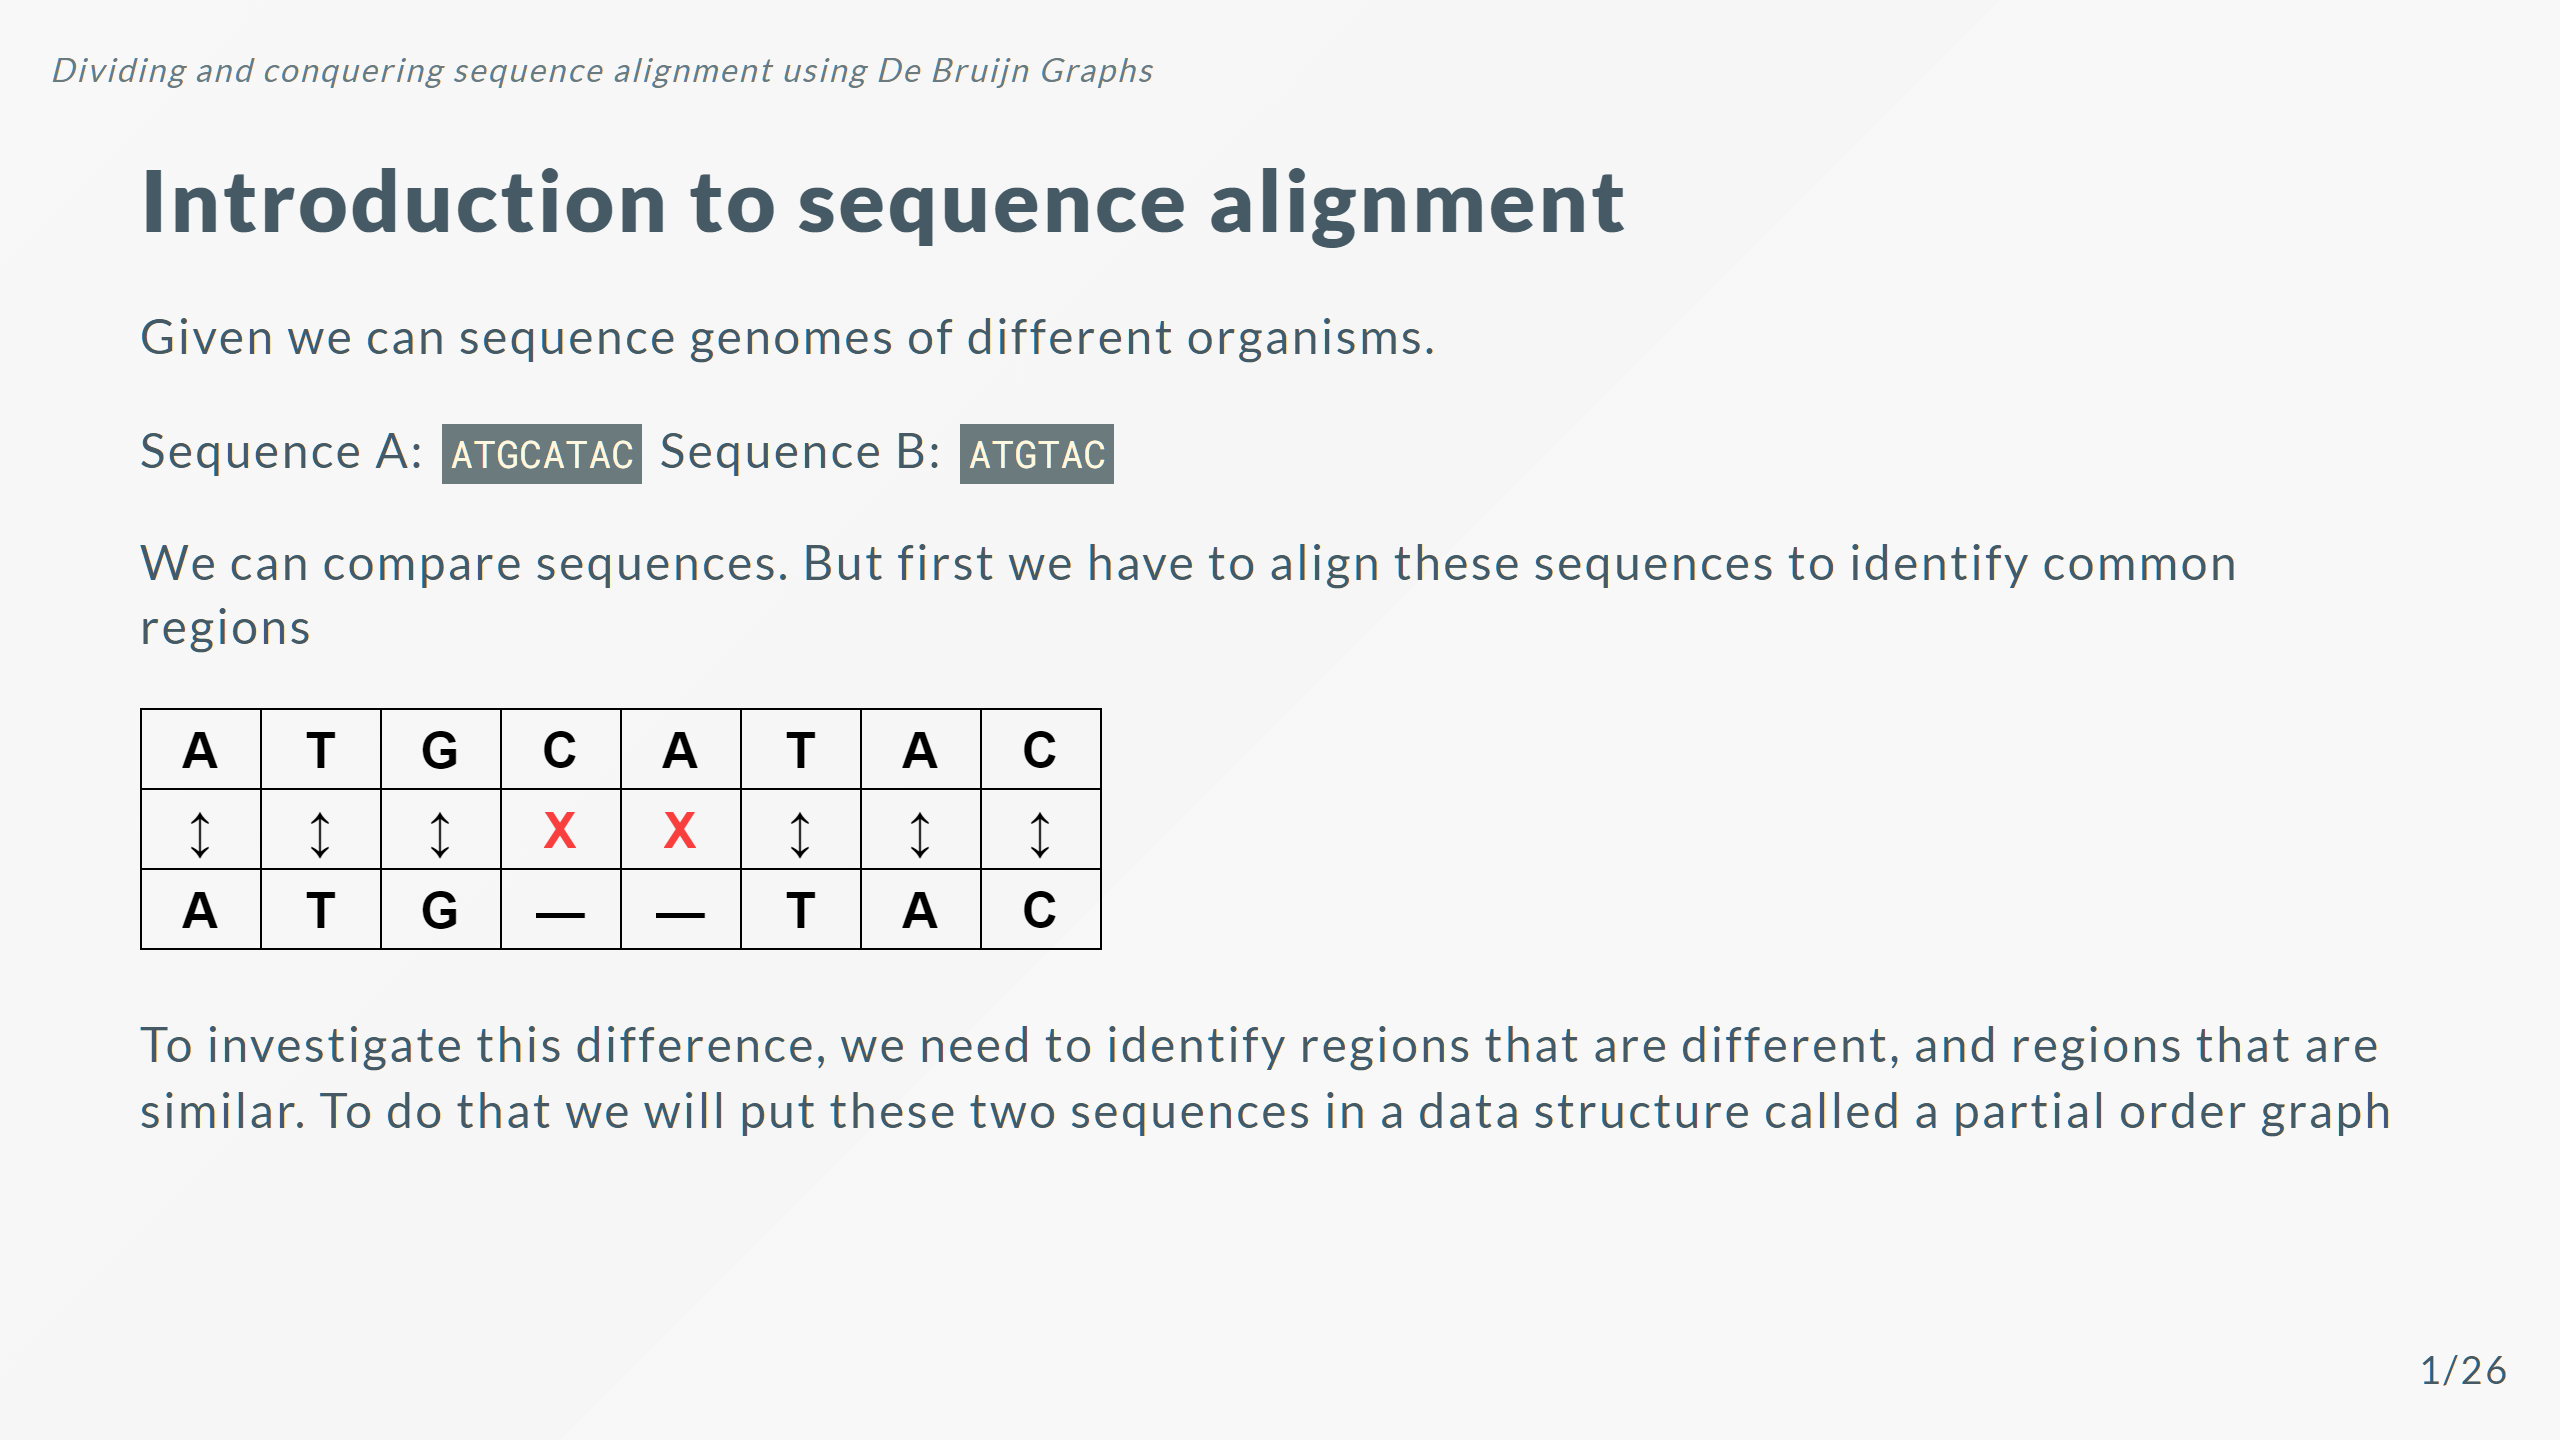 Dividing and conquering sequence alignment using De Bruijn Graphs
Introduction to sequence alignment
Given we can sequence genomes of different organisms.
Sequence A: ATGCATAC Sequence B: ATGTAC
We can compare sequences. But first we have to align these sequences to identify common
regions
A T G C A T A C
↕ ↕ ↕ X X ↕ ↕ ↕
A T G — — T A C
To investigate this difference, we need to identify regions that are different, and regions that are
similar. To do that we will put these two sequences in a data structure called a partial order graph
1/26